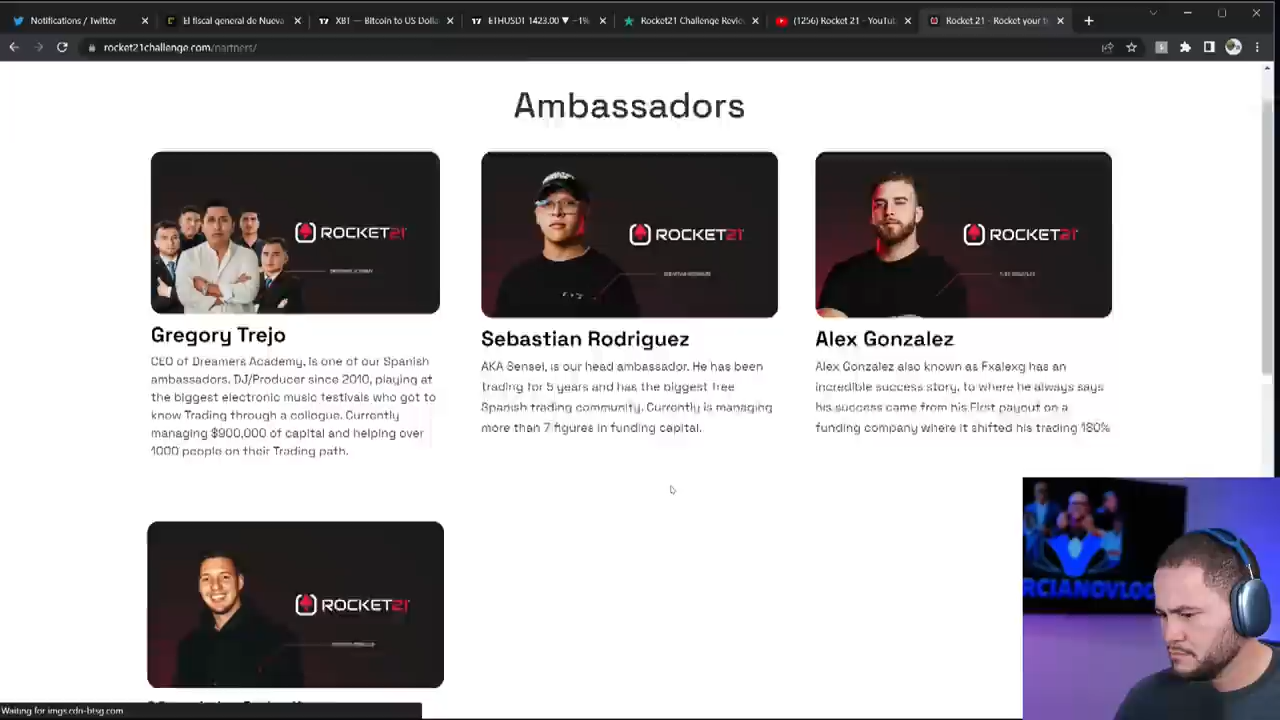 Notifications / Twitter
El fiscal general de Nueva
XBT — Bitcoin to US Dolla
ETHUSDT 1423.00 ▼ −1%
Rocket21 Challenge Revie
(1256) Rocket 21 - YouTub
Rocket 21 - Rocket your t
rocket21challenge.com/partners/
Ambassadors
ROCKET21
ROCKET21
ROCKET21
Gregory Trejo
CEO of Dreamers Academy, is one of our Spanish
ambassadors. DJ/Producer since 2010, playing at
the biggest electronic music festivals who got to
know Trading through a collogue. Currently
managing $900,000 of capital and helping over
1000 people on their Trading path.
Sebastian Rodriguez
AKA Sensei, is our head ambassador. He has been
trading for 5 years and has the biggest free
Spanish trading community. Currently is managing
more than 7 figures in funding capital.
Alex Gonzalez
Alex Gonzalez also known as Fxalexg has an
incredible success story, to where he always says
his success came from his First payout on a
funding company where it shifted his trading 180%
ROCKET21
RCIANOVLOG
Waiting for imgs.cdn-btsg.com